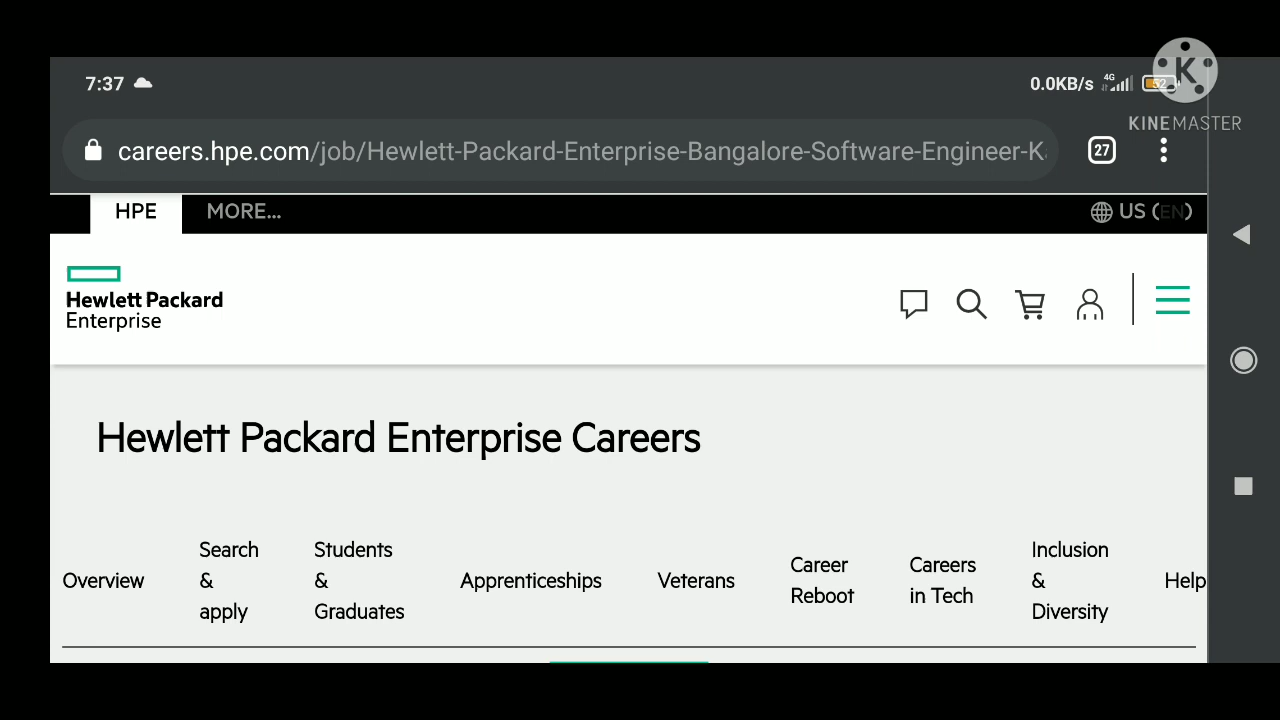 7:37
0.0KB/s 4G 52
K
KINEMASTER
careers.hpe.com/job/Hewlett-Packard-Enterprise-Bangalore-Software-Engineer-K
27
HPE MORE... US (EN)
Hewlett Packard
Enterprise
Hewlett Packard Enterprise Careers
Overview
Search
&
apply
Students
&
Graduates
Apprenticeships
Veterans
Career
Reboot
Careers
in Tech
Inclusion
&
Diversity
Help